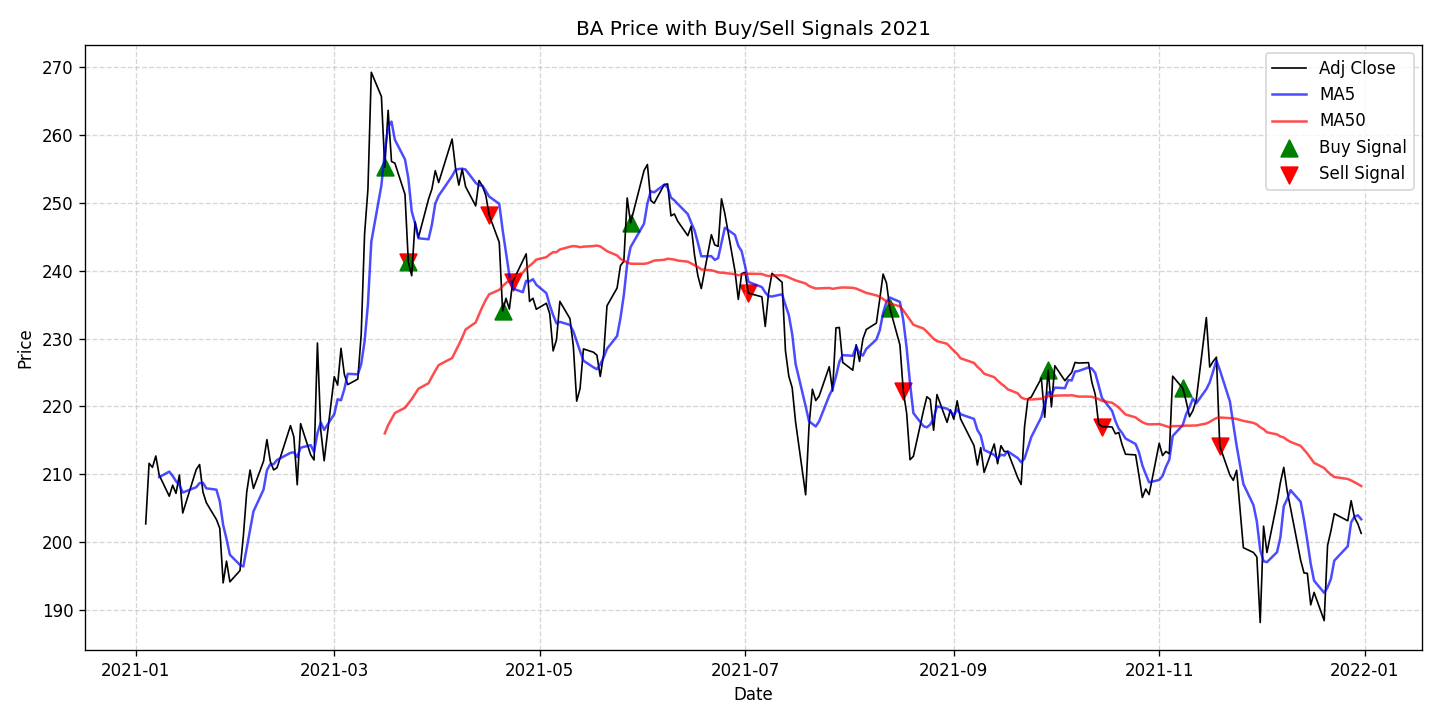 BA Price with Buy/Sell Signals 2021
Adj Close
MA5
MA50
Buy Signal
Sell Signal
Price
270
260
250
240
230
220
210
200
190
2021-01
2021-03
2021-05
2021-07
2021-09
2021-11
2022-01
Date